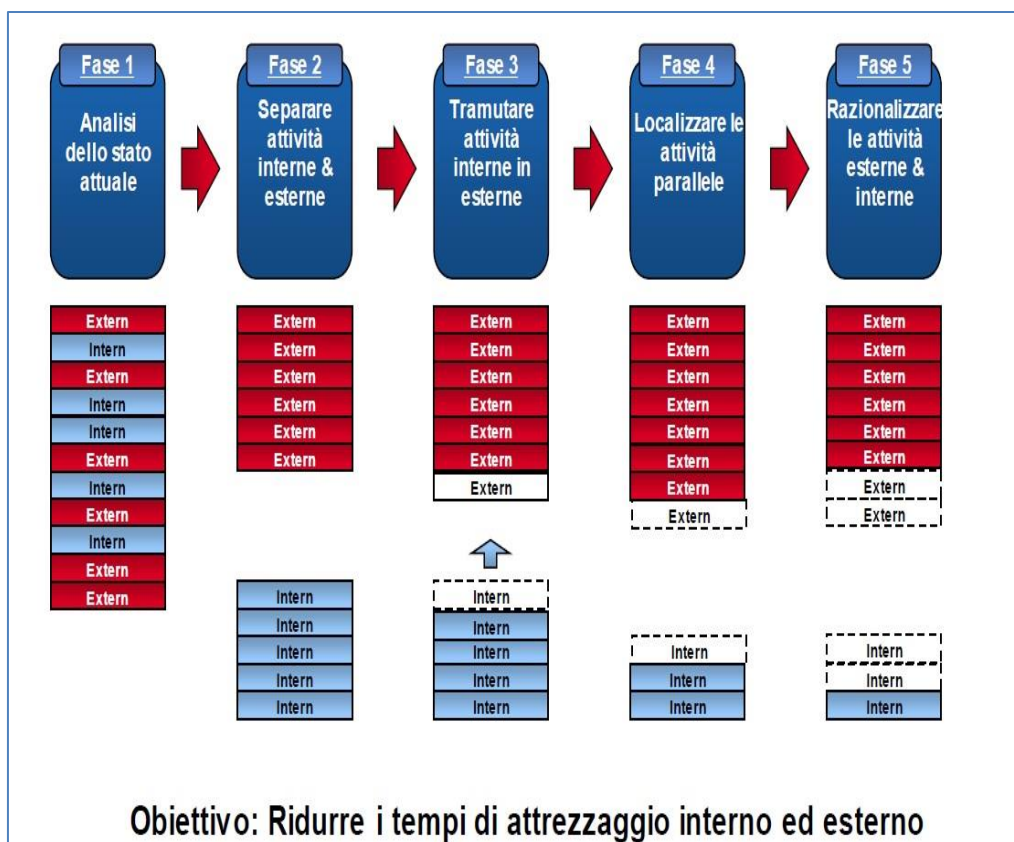 Fase 1
Analisi
dello stato
attuale
Fase 2
Separare
attività
interne &
esterne
Fase 3
Tramutare
attività
interne in
esterne
Fase 4
Localizzare le
attività
parallele
Fase 5
Razionalizzare
le attività
esterne &
interne
Extern
Intern
Extern
Intern
Intern
Extern
Intern
Extern
Intern
Extern
Extern
Extern
Extern
Extern
Extern
Extern
Extern
Intern
Intern
Intern
Intern
Intern
Extern
Extern
Extern
Extern
Extern
Extern
Extern
Intern
Intern
Intern
Intern
Intern
Extern
Extern
Extern
Extern
Extern
Extern
Extern
Extern
Intern
Intern
Intern
Extern
Extern
Extern
Extern
Extern
Extern
Extern
Extern
Intern
Intern
Intern
Obiettivo: Ridurre i tempi di attrezzaggio interno ed esterno